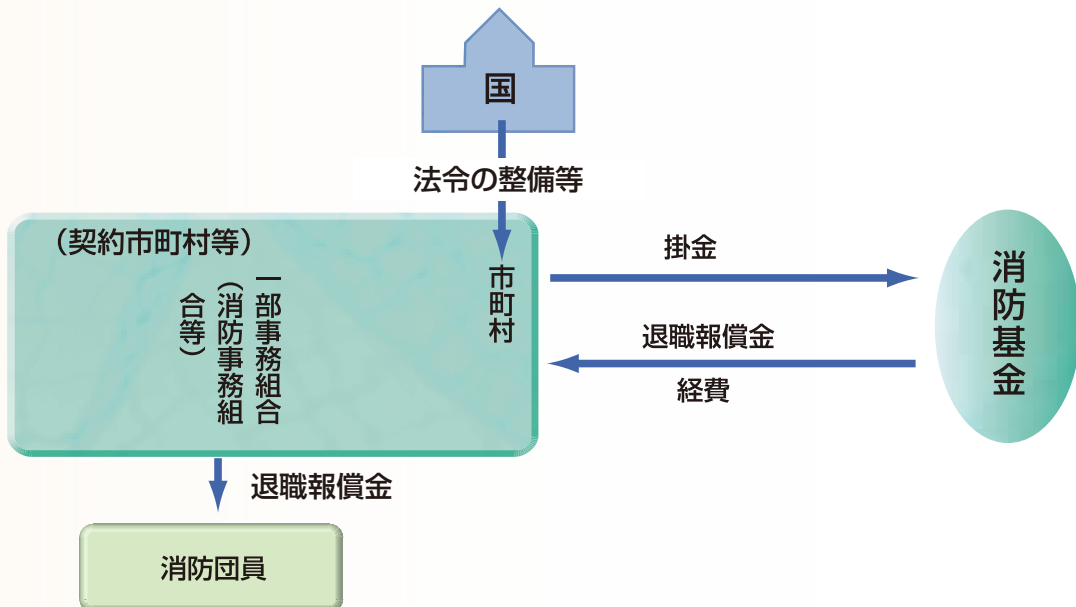 国
法令の整備等
（契約市町村等）
市町村
一部事務組合
（消防事務組
合等）
掛金
退職報償金
経費
消防基金
退職報償金
消防団員